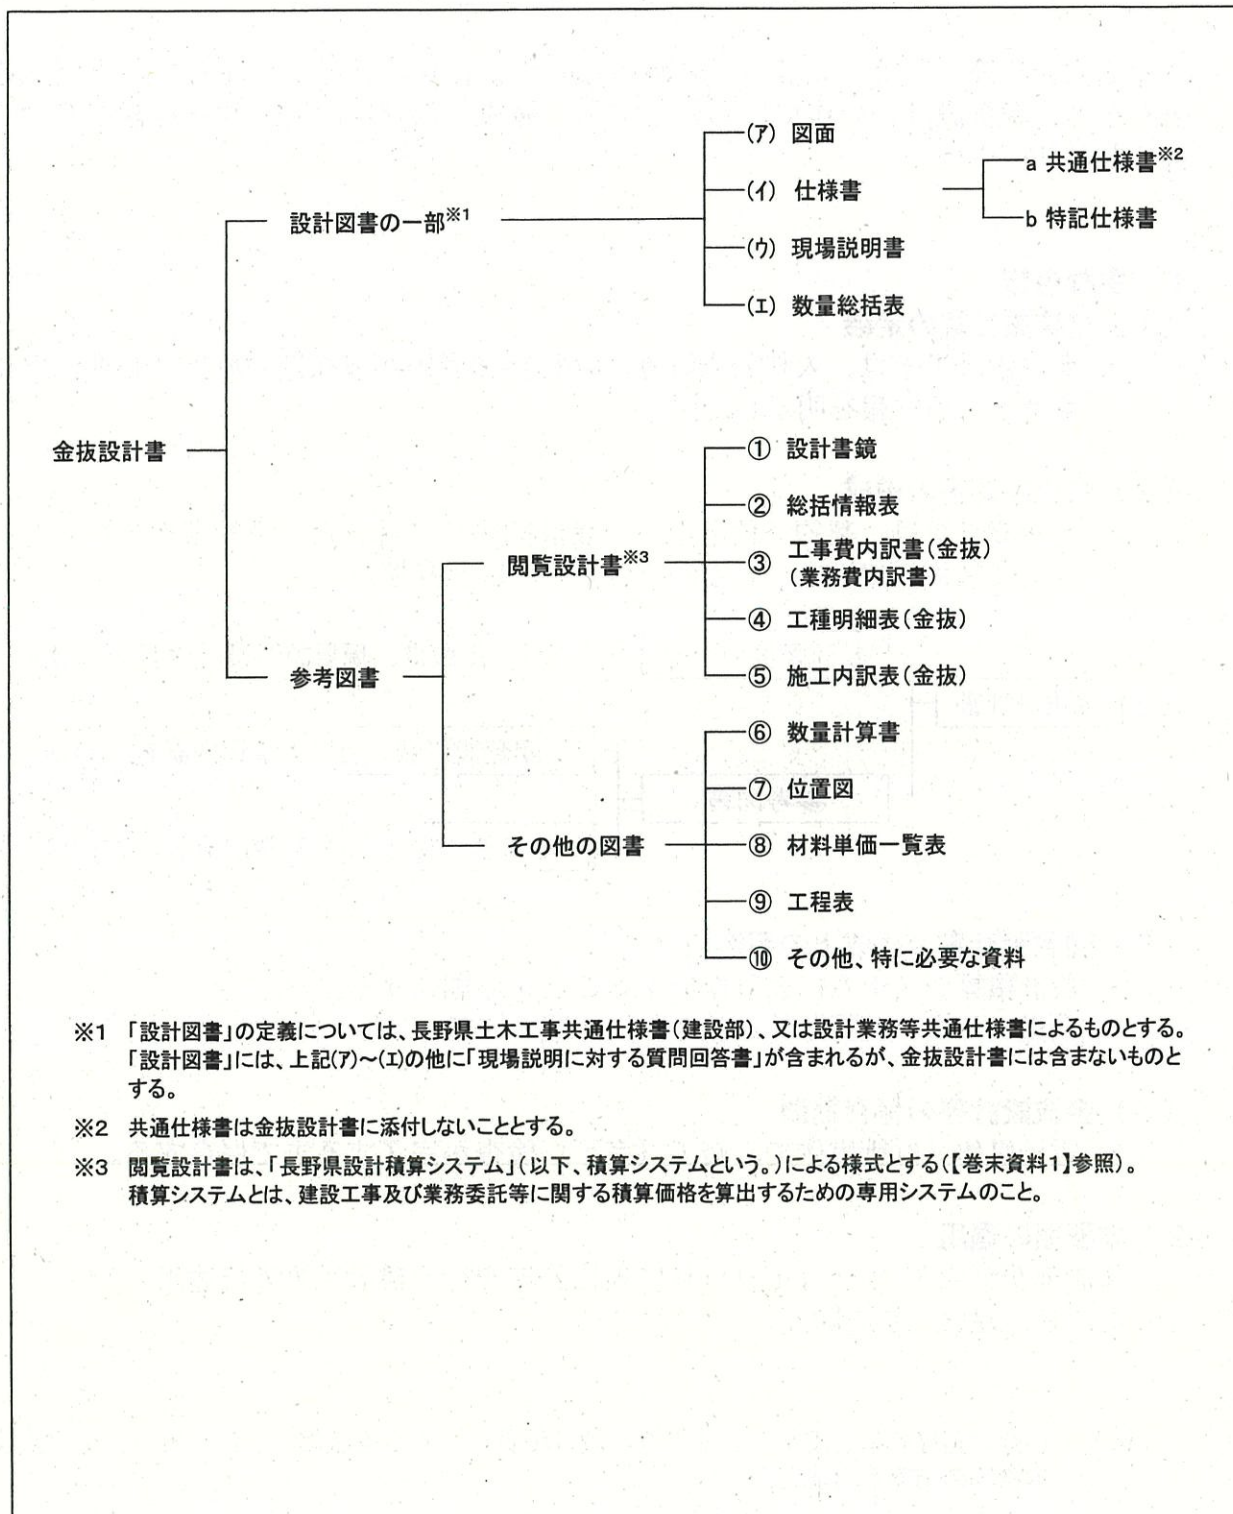 金抜設計書
設計図書の一部※1
(ア) 図面
(イ) 仕様書
a 共通仕様書※2
b 特記仕様書
(ウ) 現場説明書
(エ) 数量総括表
参考図書
閲覧設計書※3
① 設計書鏡
② 総括情報表
③ 工事費内訳書(金抜)
(業務費内訳書)
④ 工種明細表(金抜)
⑤ 施工内訳表(金抜)
その他の図書
⑥ 数量計算書
⑦ 位置図
⑧ 材料単価一覧表
⑨ 工程表
⑩ その他、特に必要な資料
※1 「設計図書」の定義については、長野県土木工事共通仕様書(建設部)、又は設計業務等共通仕様書によるものとする。
「設計図書」には、上記(ア)~(エ)の他に「現場説明に対する質問回答書」が含まれるが、金抜設計書には含まないものと
する。
※2 共通仕様書は金抜設計書に添付しないこととする。
※3 閲覧設計書は、「長野県設計積算システム」(以下、積算システムという。)による様式とする(【巻末資料1】参照)。
積算システムとは、建設工事及び業務委託等に関する積算価格を算出するための専用システムのこと。